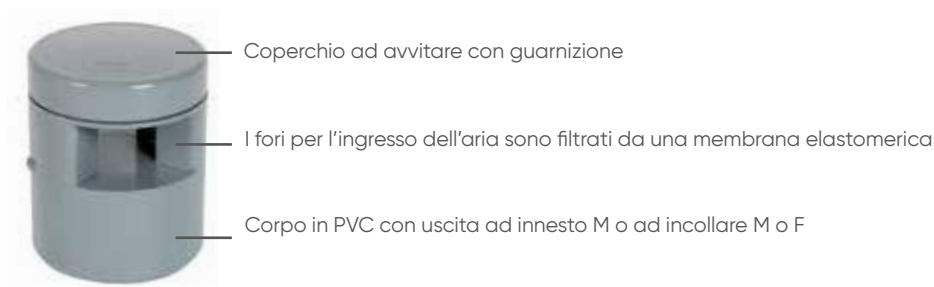 Coperchio ad avvitare con guarnizione
I fori per l’ingresso dell’aria sono filtrati da una membrana elastomerica
Corpo in PVC con uscita ad innesto M o ad incollare M o F